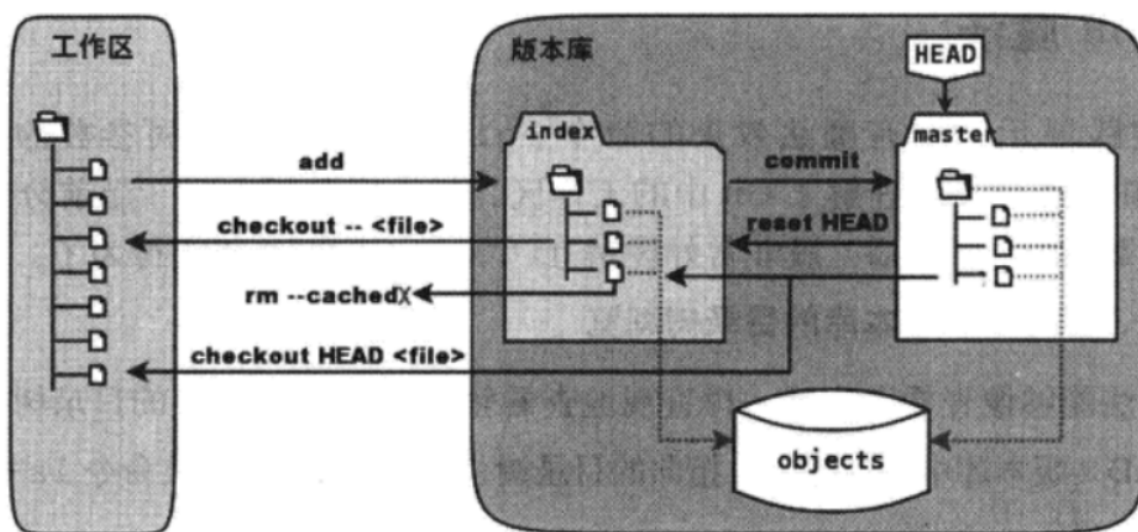 工作区
版本库
HEAD
index
master
add
commit
checkout -- <file>
reset HEAD
rm --cached
checkout HEAD <file>
objects